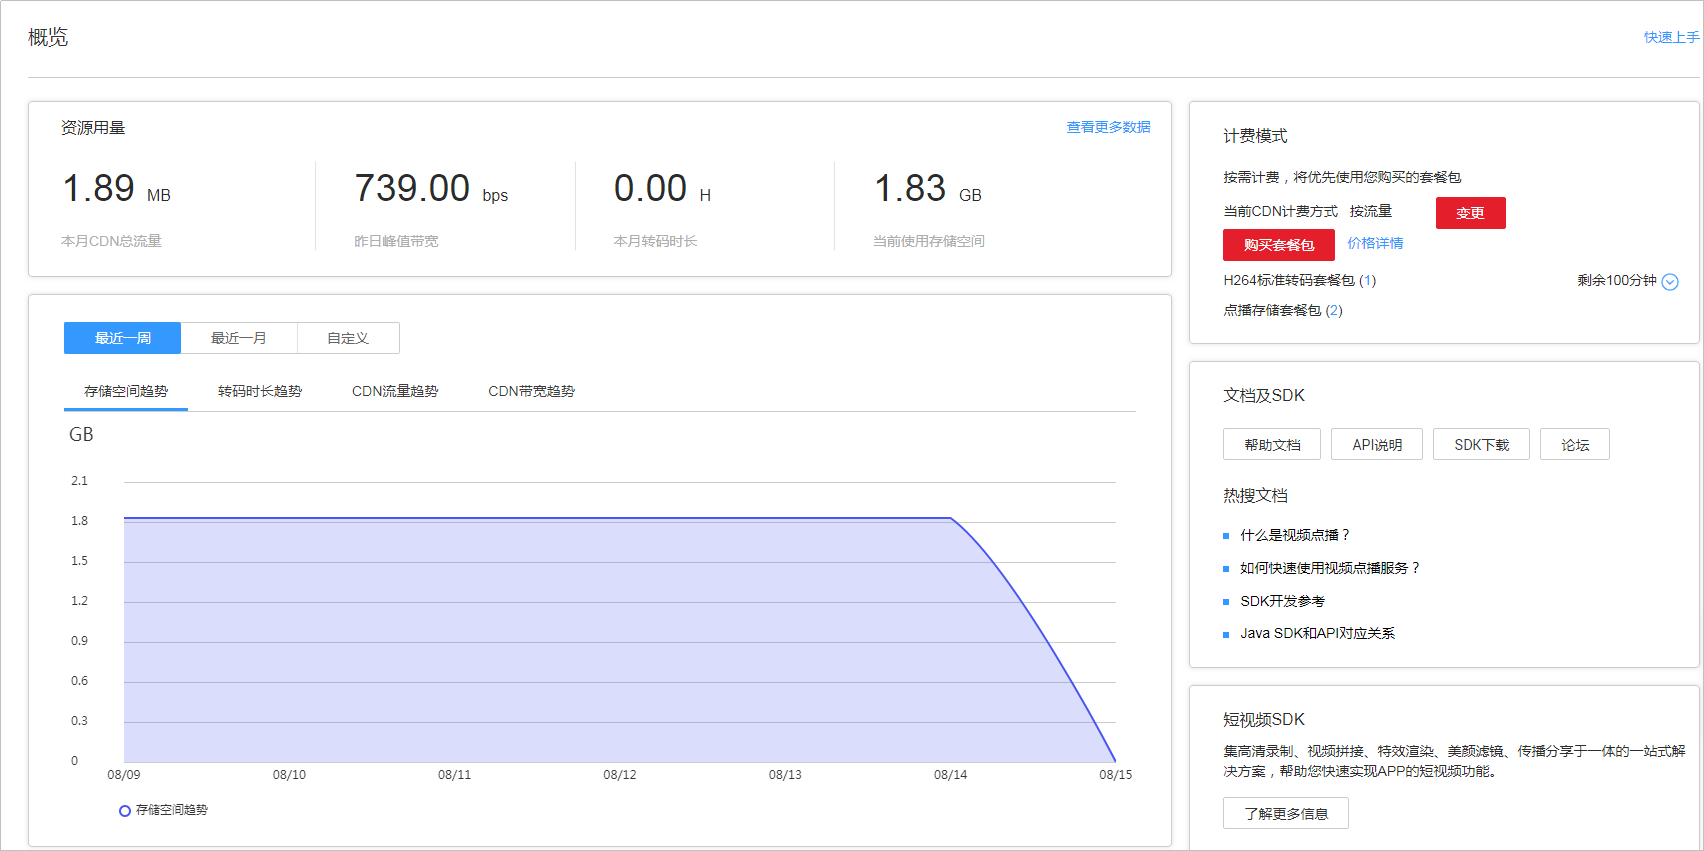 概览
快速上手
资源用量
查看更多数据
1.89 MB
739.00 bps
0.00 H
1.83 GB
本月CDN总流量
昨日峰值带宽
本月转码时长
当前使用存储空间
最近一周
最近一月
自定义
存储空间趋势
转码时长趋势
CDN流量趋势
CDN带宽趋势
GB
2.1
1.8
1.5
1.2
0.9
0.6
0.3
0
08/09
08/10
08/11
08/12
08/13
08/14
08/15
存储空间趋势
计费模式
按需计费，将优先使用您购买的套餐包
当前CDN计费方式 按流量
变更
购买套餐包
价格详情
H264标准转码套餐包 (1)
剩余100分钟
点播存储套餐包 (2)
文档及SDK
帮助文档
API说明
SDK下载
论坛
热搜文档
什么是视频点播？
如何快速使用视频点播服务？
SDK开发参考
Java SDK和API对应关系
短视频SDK
集高清录制、视频拼接、特效渲染、美颜滤镜、传播分享于一体的一站式解
决方案，帮助您快速实现APP的短视频功能。
了解更多信息